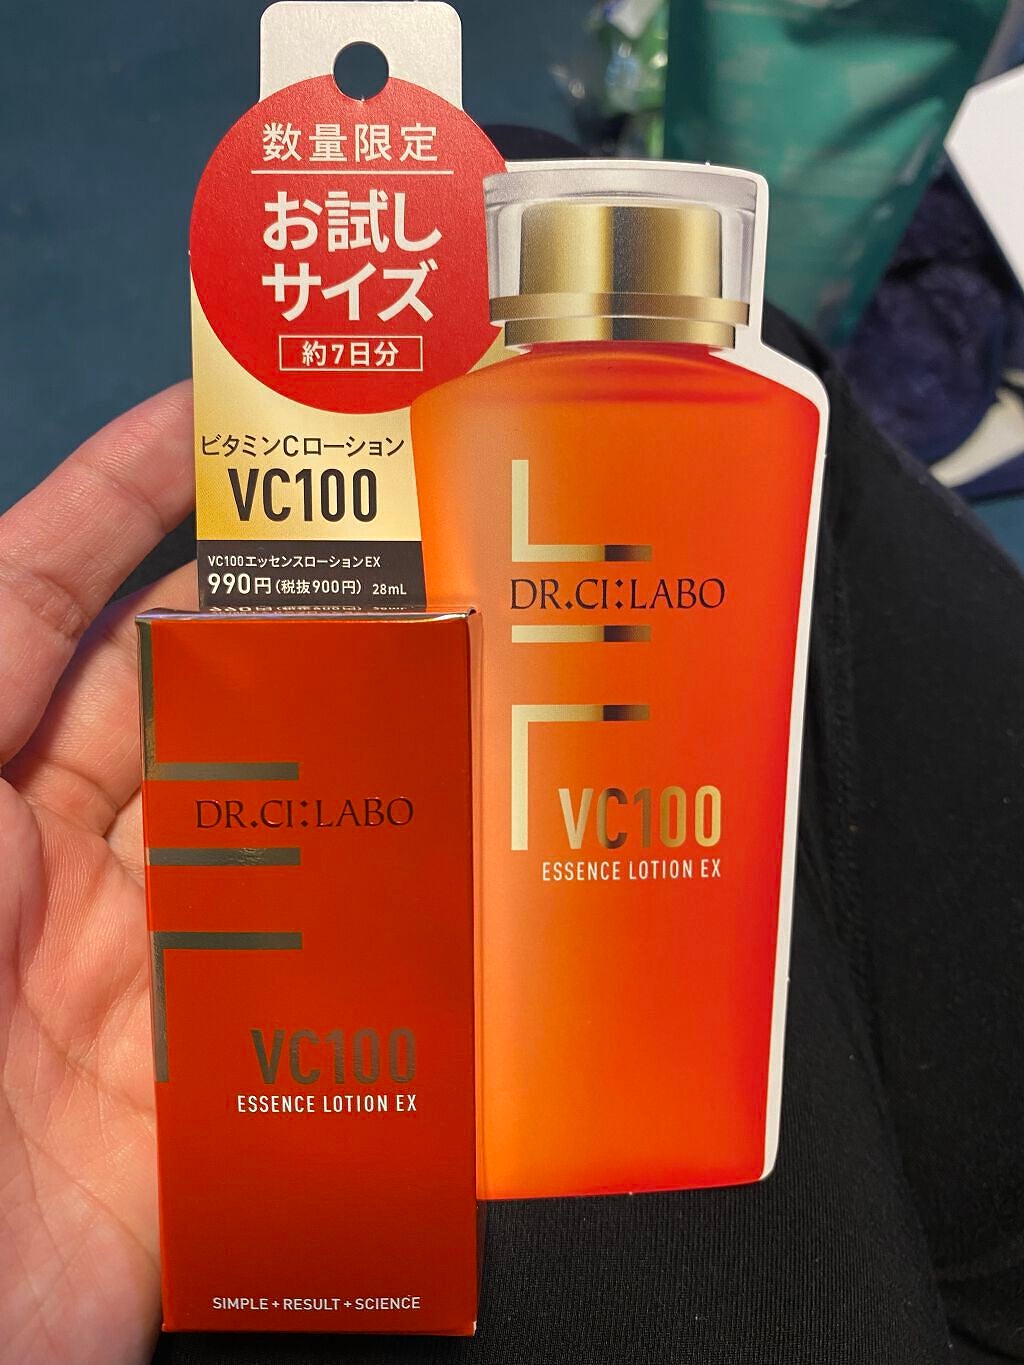 数量限定
お試し
サイズ
約7日分
ビタミンCローション
VC100
VC100エッセンスローションEX
990円(税抜900円) 28mL
DR.CI:LABO
VC100
ESSENCE LOTION EX
DR.CI:LABO
VC100
ESSENCE LOTION EX
SIMPLE+RESULT+SCIENCE